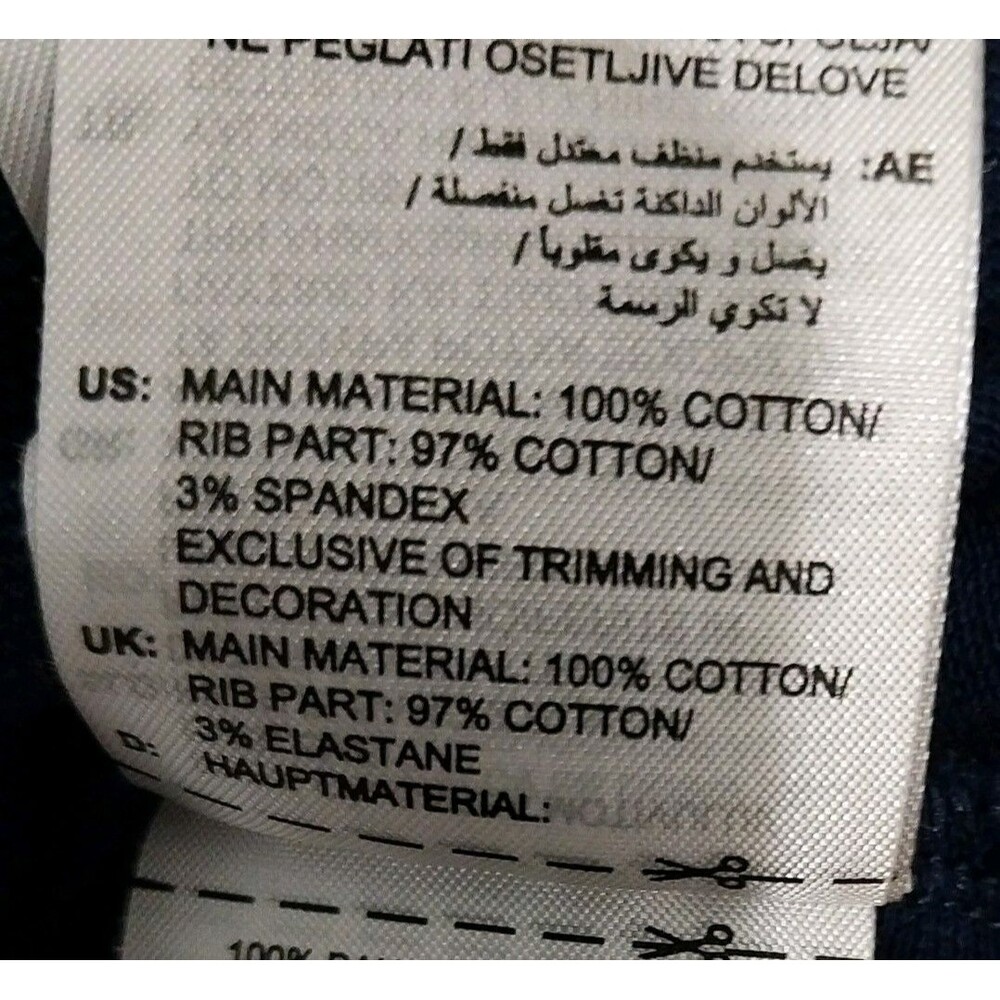 NE PEGLATI OSETLJIVE DELOVE
AE: يستخدم منظف معتدل فقط /
الألوان الداكنة تغسل منفصلة /
يغسل و يكوى مقلوباً /
لا تكوي الرسمة
US: MAIN MATERIAL: 100% COTTON/
RIB PART: 97% COTTON/
3% SPANDEX
EXCLUSIVE OF TRIMMING AND
DECORATION
UK: MAIN MATERIAL: 100% COTTON/
RIB PART: 97% COTTON/
3% ELASTANE
D: HAUPTMATERIAL:
100%